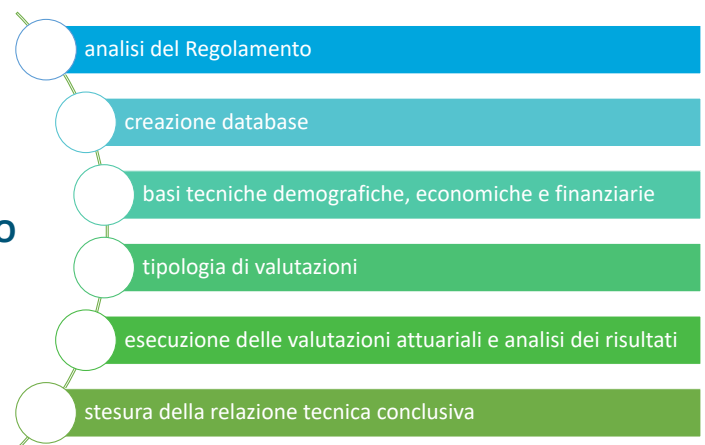 analisi del Regolamento
creazione database
basi tecniche demografiche, economiche e finanziarie
O
tipologia di valutazioni
esecuzione delle valutazioni attuariali e analisi dei risultati
stesura della relazione tecnica conclusiva